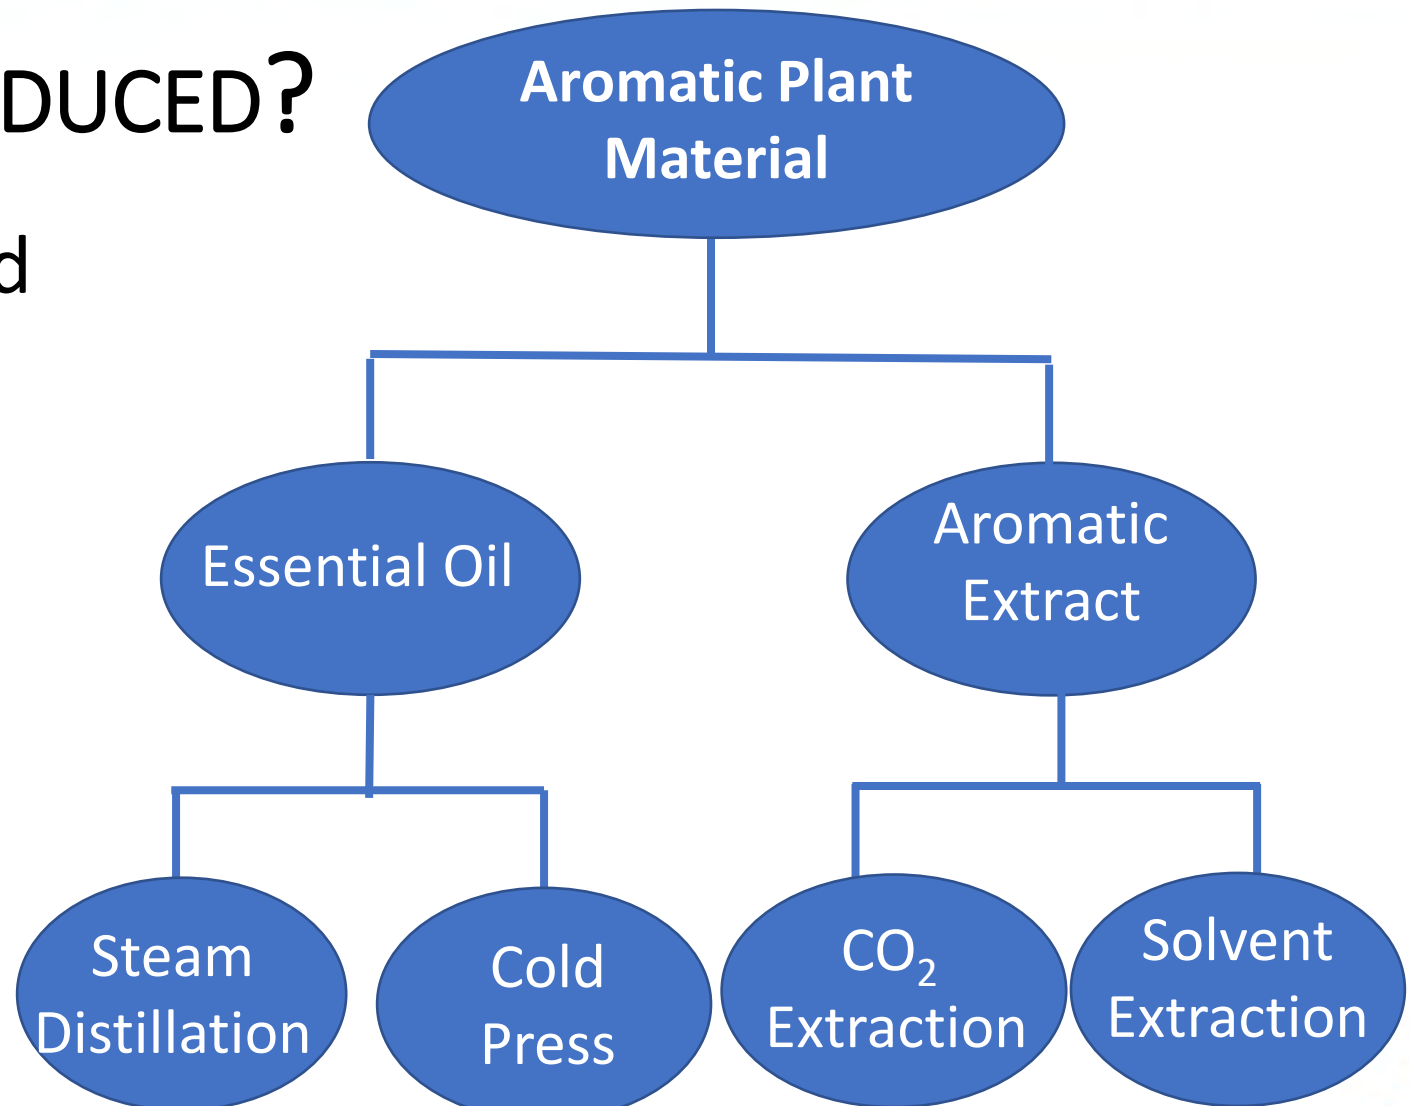 DUCED?
Aromatic Plant
Material
d
Essential Oil
Aromatic
Extract
Steam
Distillation
Cold
Press
CO₂
Extraction
Solvent
Extraction